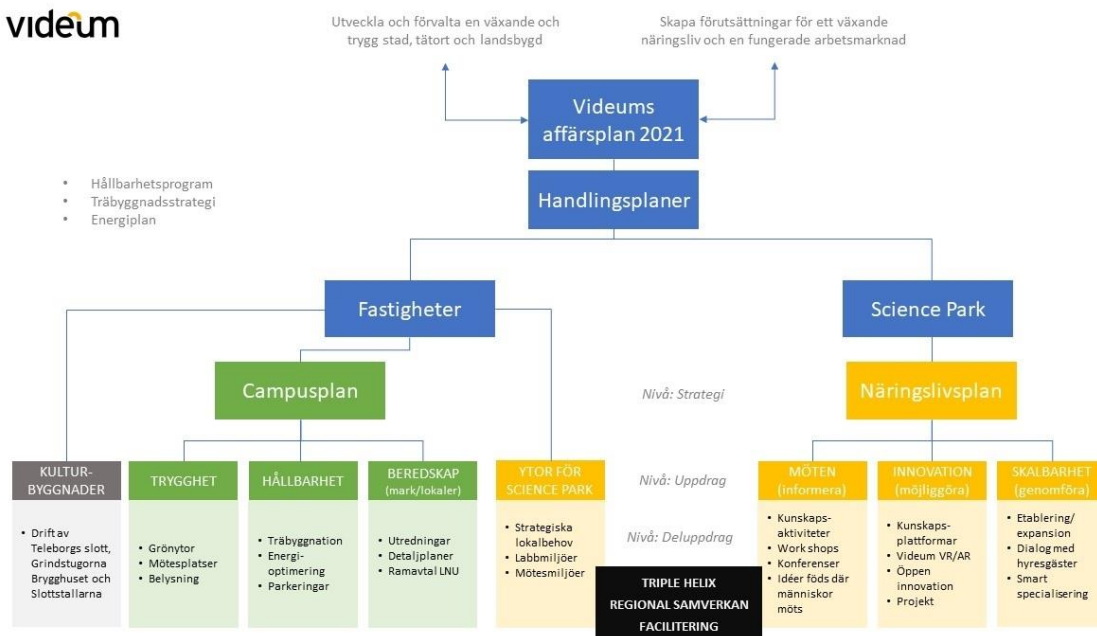 videum
Utveckla och förvalta en växande och
trygg stad, tätort och landsbygd
Skapa förutsättningar för ett växande
näringsliv och en fungerade arbetsmarknad
Videums
affärsplan 2021
• Hållbarhetsprogram
• Träbyggnadsstrategi
• Energiplan
Handlingsplaner
Fastigheter
Science Park
Campusplan
Nivå: Strategi
Näringslivsplan
KULTUR-
BYGGNADER
TRYGGHET
HÅLLBARHET
BEREDSKAP
(mark/lokaler)
YTOR FÖR
SCIENCE PARK
Nivå: Uppdrag
MÖTEN
(informera)
INNOVATION
(möjliggöra)
SKALBARHET
(genomföra)
• Drift av
Teleborgs slott,
Grindstugorna
Brygghuset och
Slottstallarna
• Grönytor
• Mötesplatser
• Belysning
• Träbyggnation
• Energi-
optimering
• Parkeringar
• Utredningar
• Detaljplaner
• Ramavtal LNU
• Strategiska
lokalbehov
• Labbmiljöer
• Mötesmiljöer
Nivå: Deluppdrag
• Kunskaps-
aktiviteter
• Work shops
• Konferenser
• Idéer föds där
människor
möts
• Kunskaps-
plattformar
• Videum VR/AR
• Öppen
innovation
• Projekt
• Etablering/
expansion
• Dialog med
hyresgäster
• Smart
specialisering
TRIPLE HELIX
REGIONAL SAMVERKAN
FACILITERING